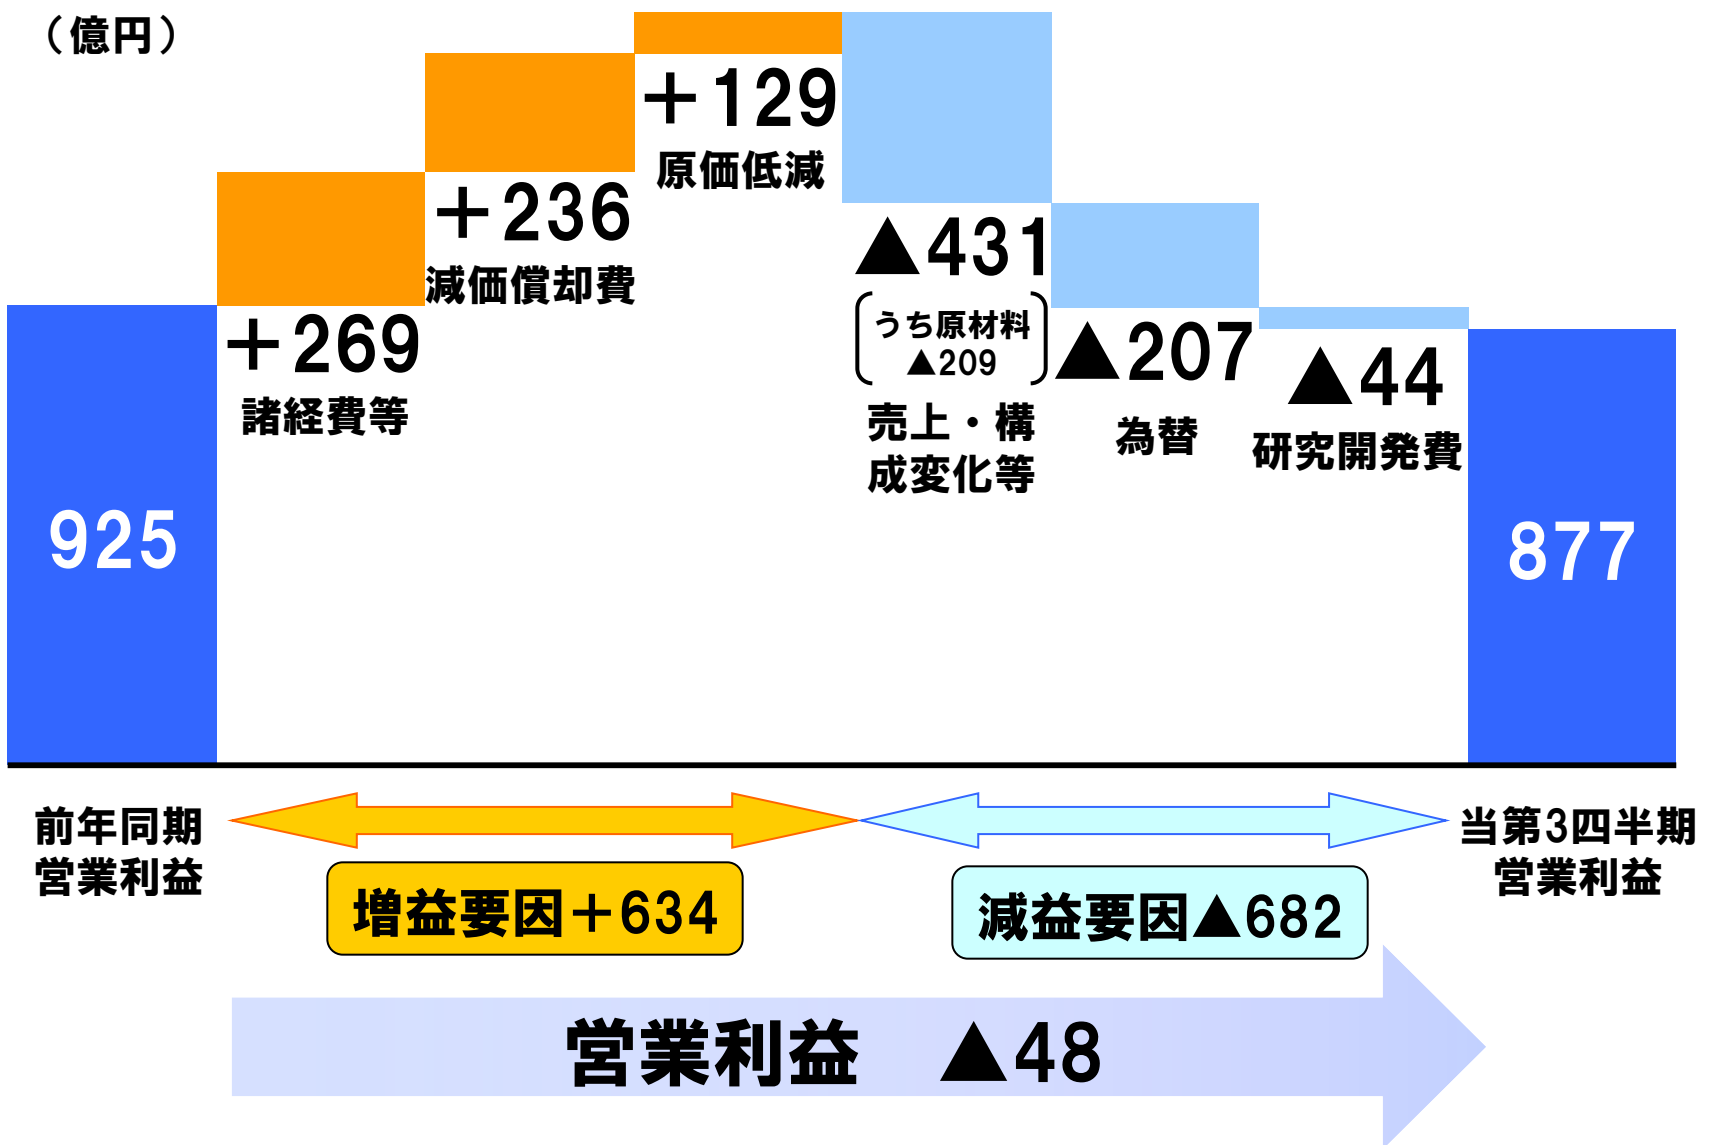 （億円）
925
＋269
諸経費等
＋236
減価償却費
＋129
原価低減
▲431
うち原材料
▲209
売上・構
成変化等
▲207
為替
▲44
研究開発費
877
前年同期
営業利益
当第3四半期
営業利益
増益要因＋634
減益要因▲682
営業利益　▲48